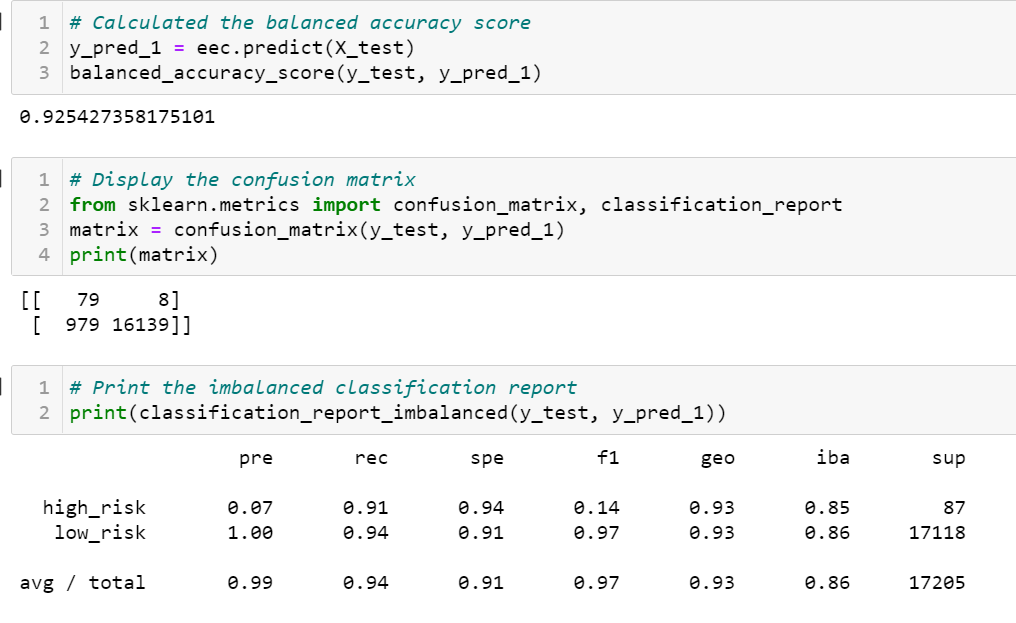 1 # Calculated the balanced accuracy score
2 y_pred_1 = eec.predict(X_test)
3 balanced_accuracy_score(y_test, y_pred_1)
0.925427358175101
1 # Display the confusion matrix
2 from sklearn.metrics import confusion_matrix, classification_report
3 matrix = confusion_matrix(y_test, y_pred_1)
4 print(matrix)
[[   79     8]
 [  979 16139]]
1 # Print the imbalanced classification report
2 print(classification_report_imbalanced(y_test, y_pred_1))
pre rec spe f1 geo iba sup
high_risk 0.07 0.91 0.94 0.14 0.93 0.85 87
low_risk 1.00 0.94 0.91 0.97 0.93 0.86 17118
avg / total 0.99 0.94 0.91 0.97 0.93 0.86 17205